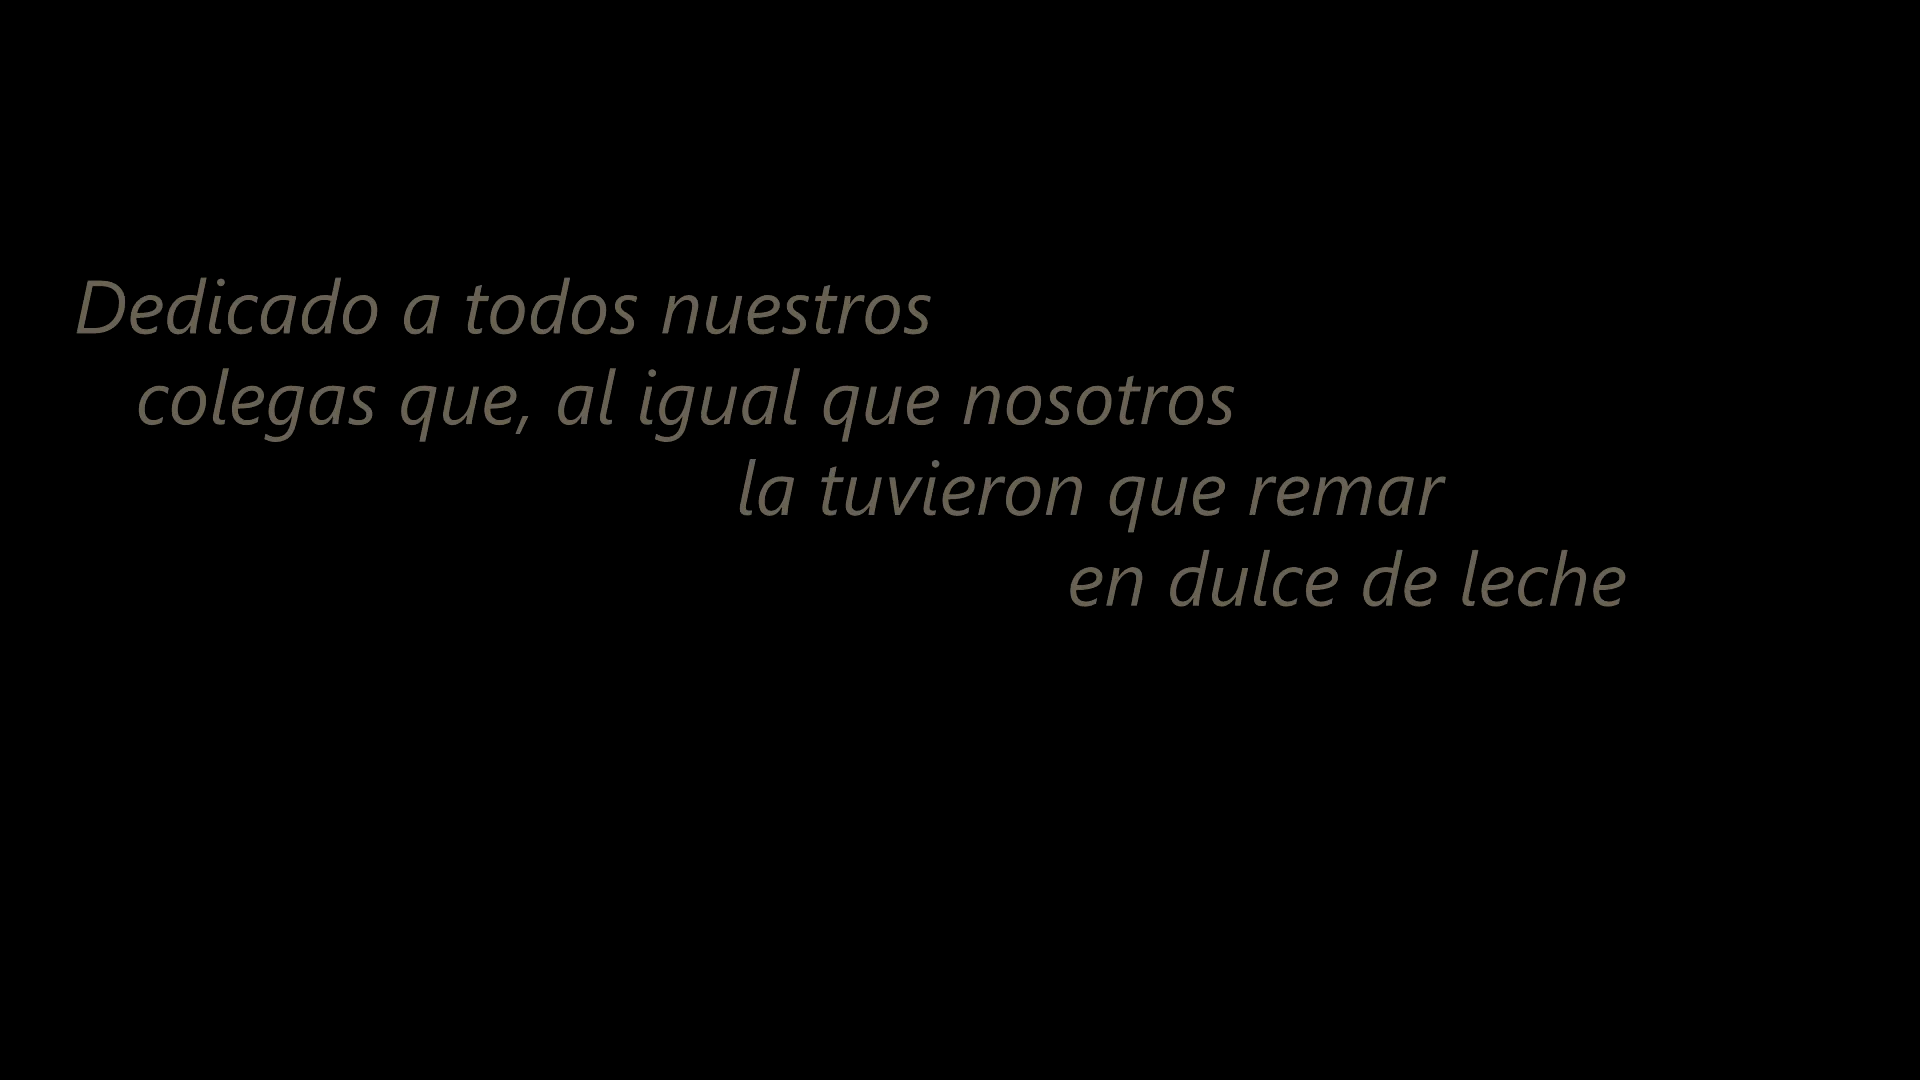 Dedicado a todos nuestros
colegas que, al igual que nosotros
la tuvieron que remar
en dulce de leche